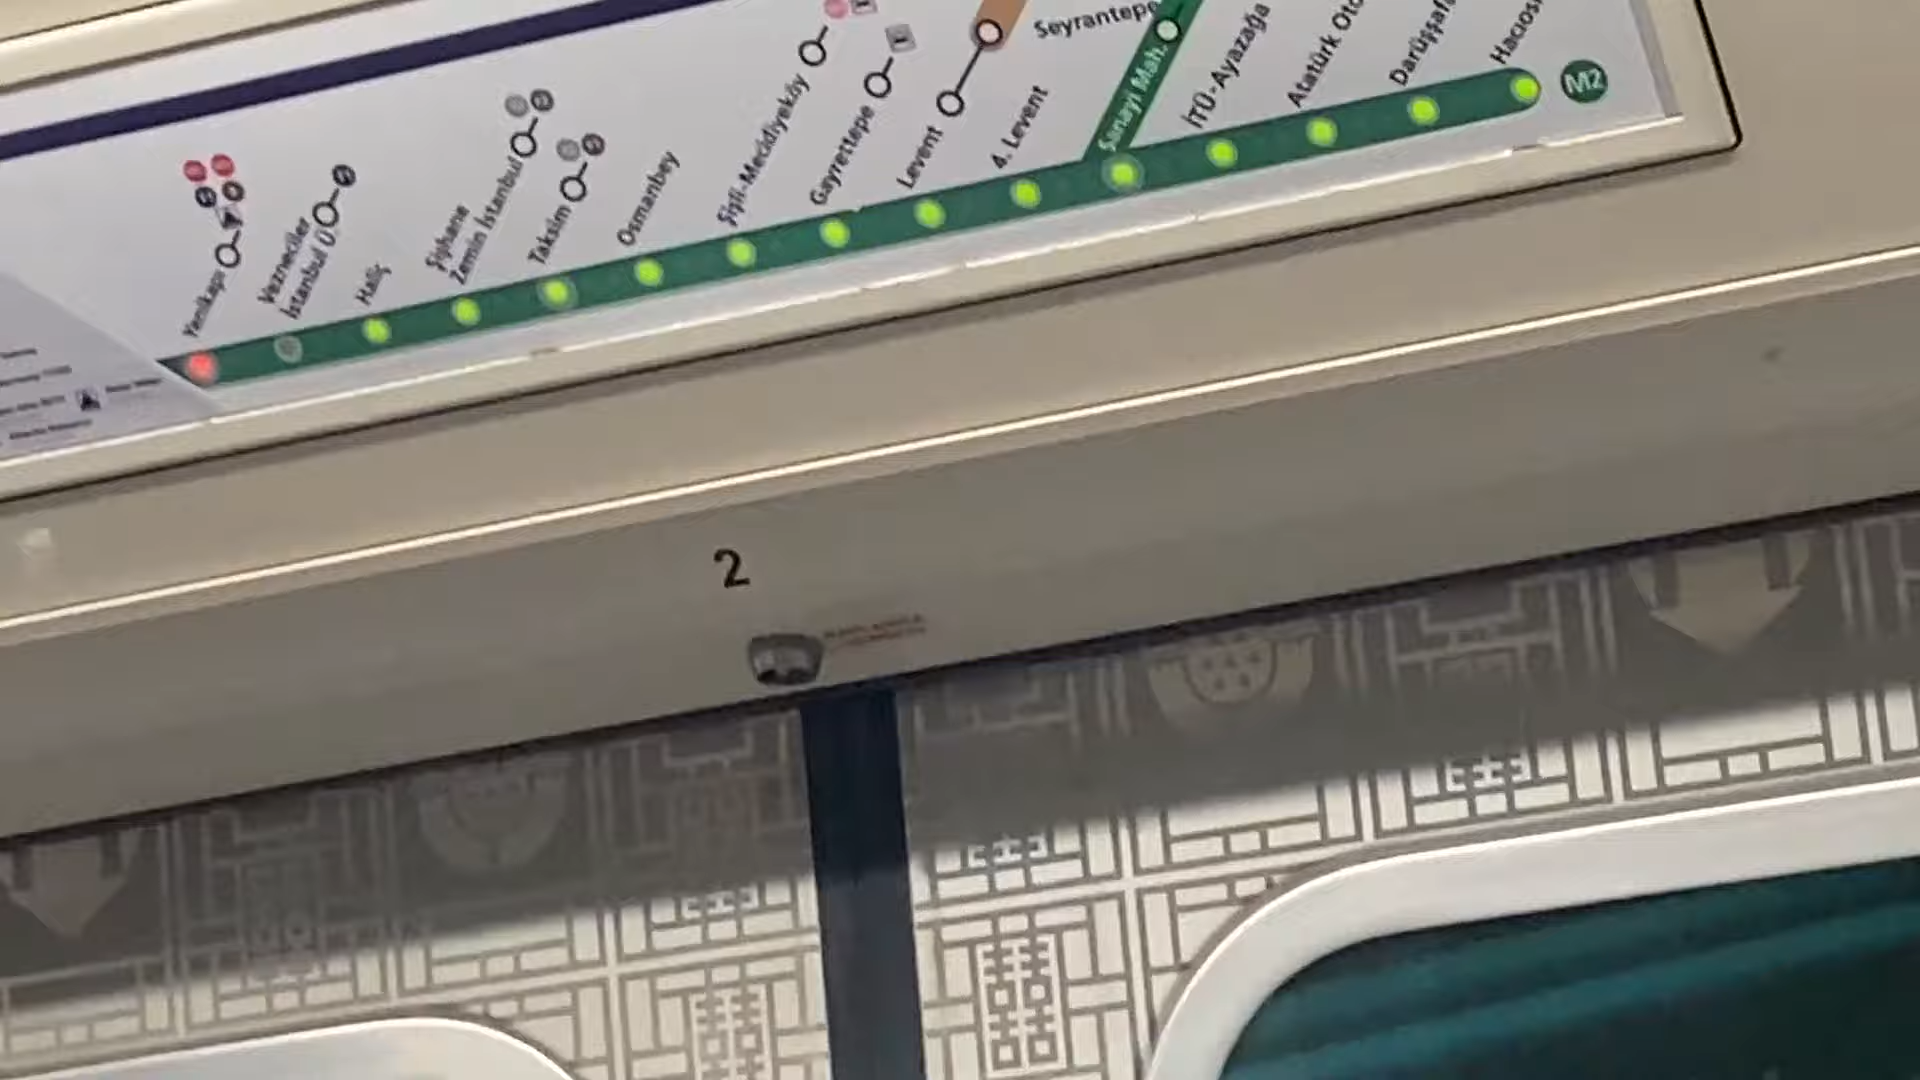 Yenikapı
Vezneciler
İstanbul Ü.
Haliç
Şişhane
Zemin İstanbul
Taksim
Osmanbey
Şişli-Mecidiyeköy
Gayrettepe
Levent
4. Levent
Seyrantepe
Sanayi Mah.
İTÜ-Ayazağa
Atatürk Oto
Darüşşafa
Hacıos
M2
2